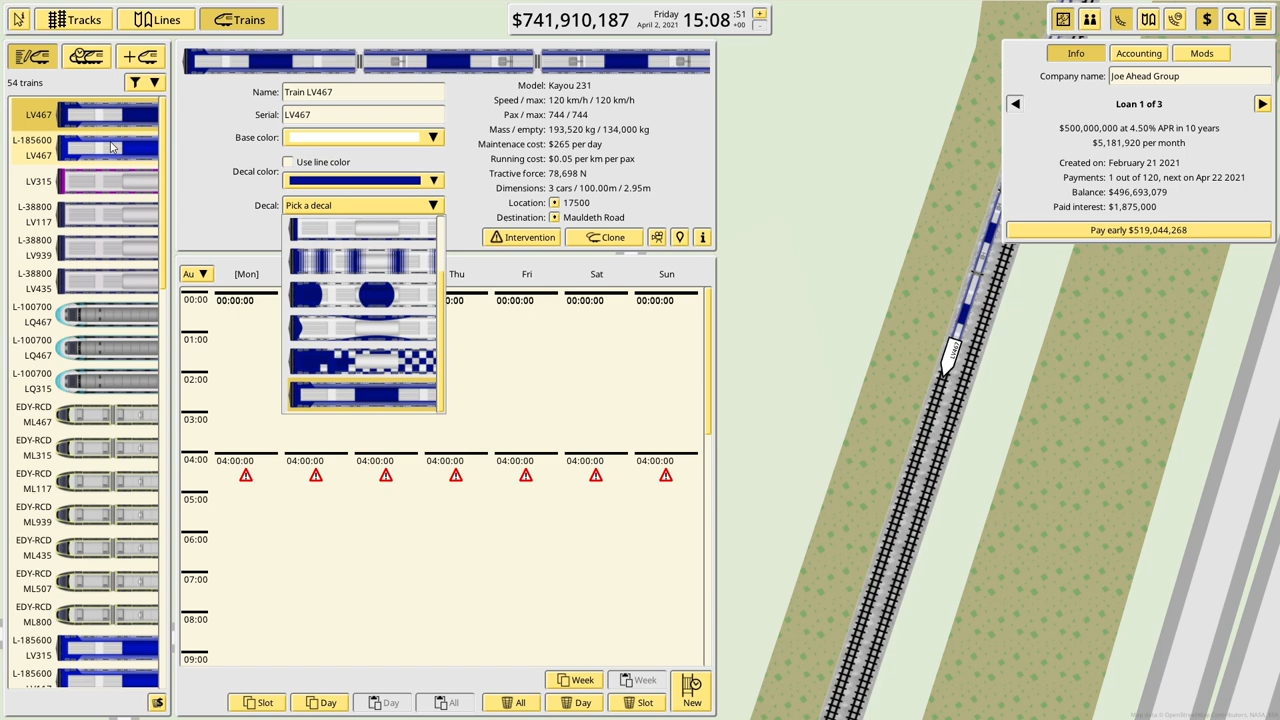 Tracks
Lines
Trains
$741,910,187
Friday
April 2, 2021
15:08 :51
+00
+
-
$
54 trains
LV467
L-185600
LV467
LV315
L-38800
LV117
L-38800
LV939
L-38800
LV435
L-100700
LQ467
L-100700
LQ467
L-100700
LQ315
EDY-RCD
ML467
EDY-RCD
ML315
EDY-RCD
ML117
EDY-RCD
ML939
EDY-RCD
ML435
EDY-RCD
ML507
EDY-RCD
ML800
L-185600
LV315
L-185600
Name: Train LV467
Serial: LV467
Base color:
Use line color
Decal color:
Decal: Pick a decal
Model: Kayou 231
Speed / max: 120 km/h / 120 km/h
Pax / max: 744 / 744
Mass / empty: 193,520 kg / 134,000 kg
Maintenace cost: $265 per day
Running cost: $0.05 per km per pax
Tractive force: 78,698 N
Dimensions: 3 cars / 100.00m / 2.95m
Location: 17500
Destination: Mauldeth Road
Intervention
Clone
Au
[Mon]
Thu
Fri
Sat
Sun
00:00
00:00:00
0:00
00:00:00
00:00:00
00:00:00
01:00
02:00
03:00
04:00
04:00:00
04:00:00
04:00:00
04:00:00
04:00:00
04:00:00
04:00:00
05:00
06:00
07:00
08:00
09:00
Week
Week
Slot
Day
Day
All
All
Day
Slot
New
LV467
Info
Accounting
Mods
Company name: Joe Ahead Group
Loan 1 of 3
$500,000,000 at 4.50% APR in 10 years
$5,181,920 per month
Created on: February 21 2021
Payments: 1 out of 120, next on Apr 22 2021
Balance: $496,693,079
Paid interest: $1,875,000
Pay early $519,044,268